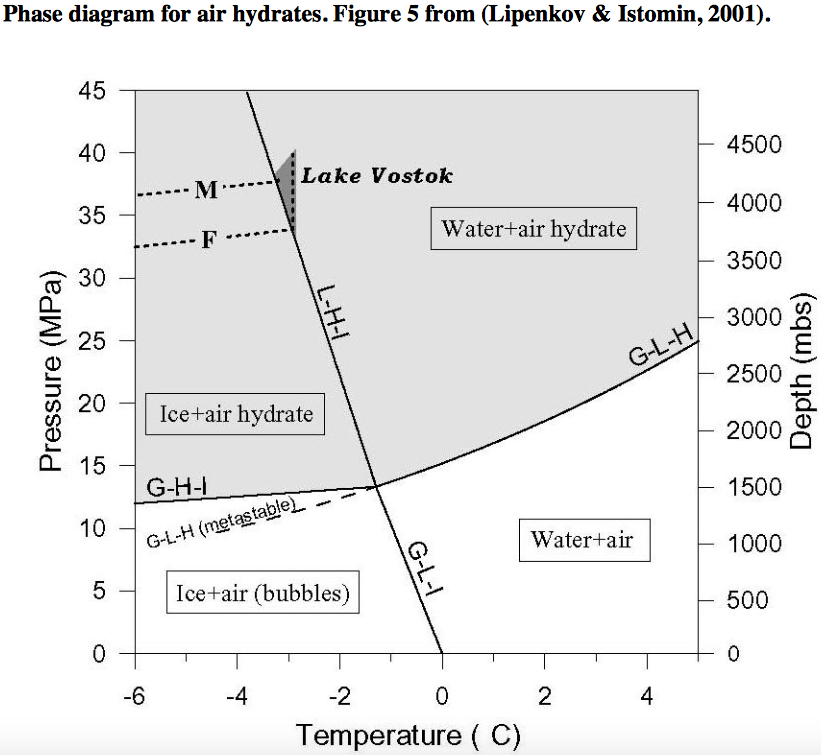 Phase diagram for air hydrates. Figure 5 from (Lipenkov & Istomin, 2001).
45
40
35
30
25
20
15
10
5
0
Pressure (MPa)
4500
4000
3500
3000
2500
2000
1500
1000
500
0
Depth (mbs)
M
F
Lake Vostok
Water+air hydrate
L-H-I
G-L-H
Ice+air hydrate
G-H-I
G-L-H (metastable)
Water+air
G-L-I
Ice+air (bubbles)
-6
-4
-2
0
2
4
Temperature ( C)